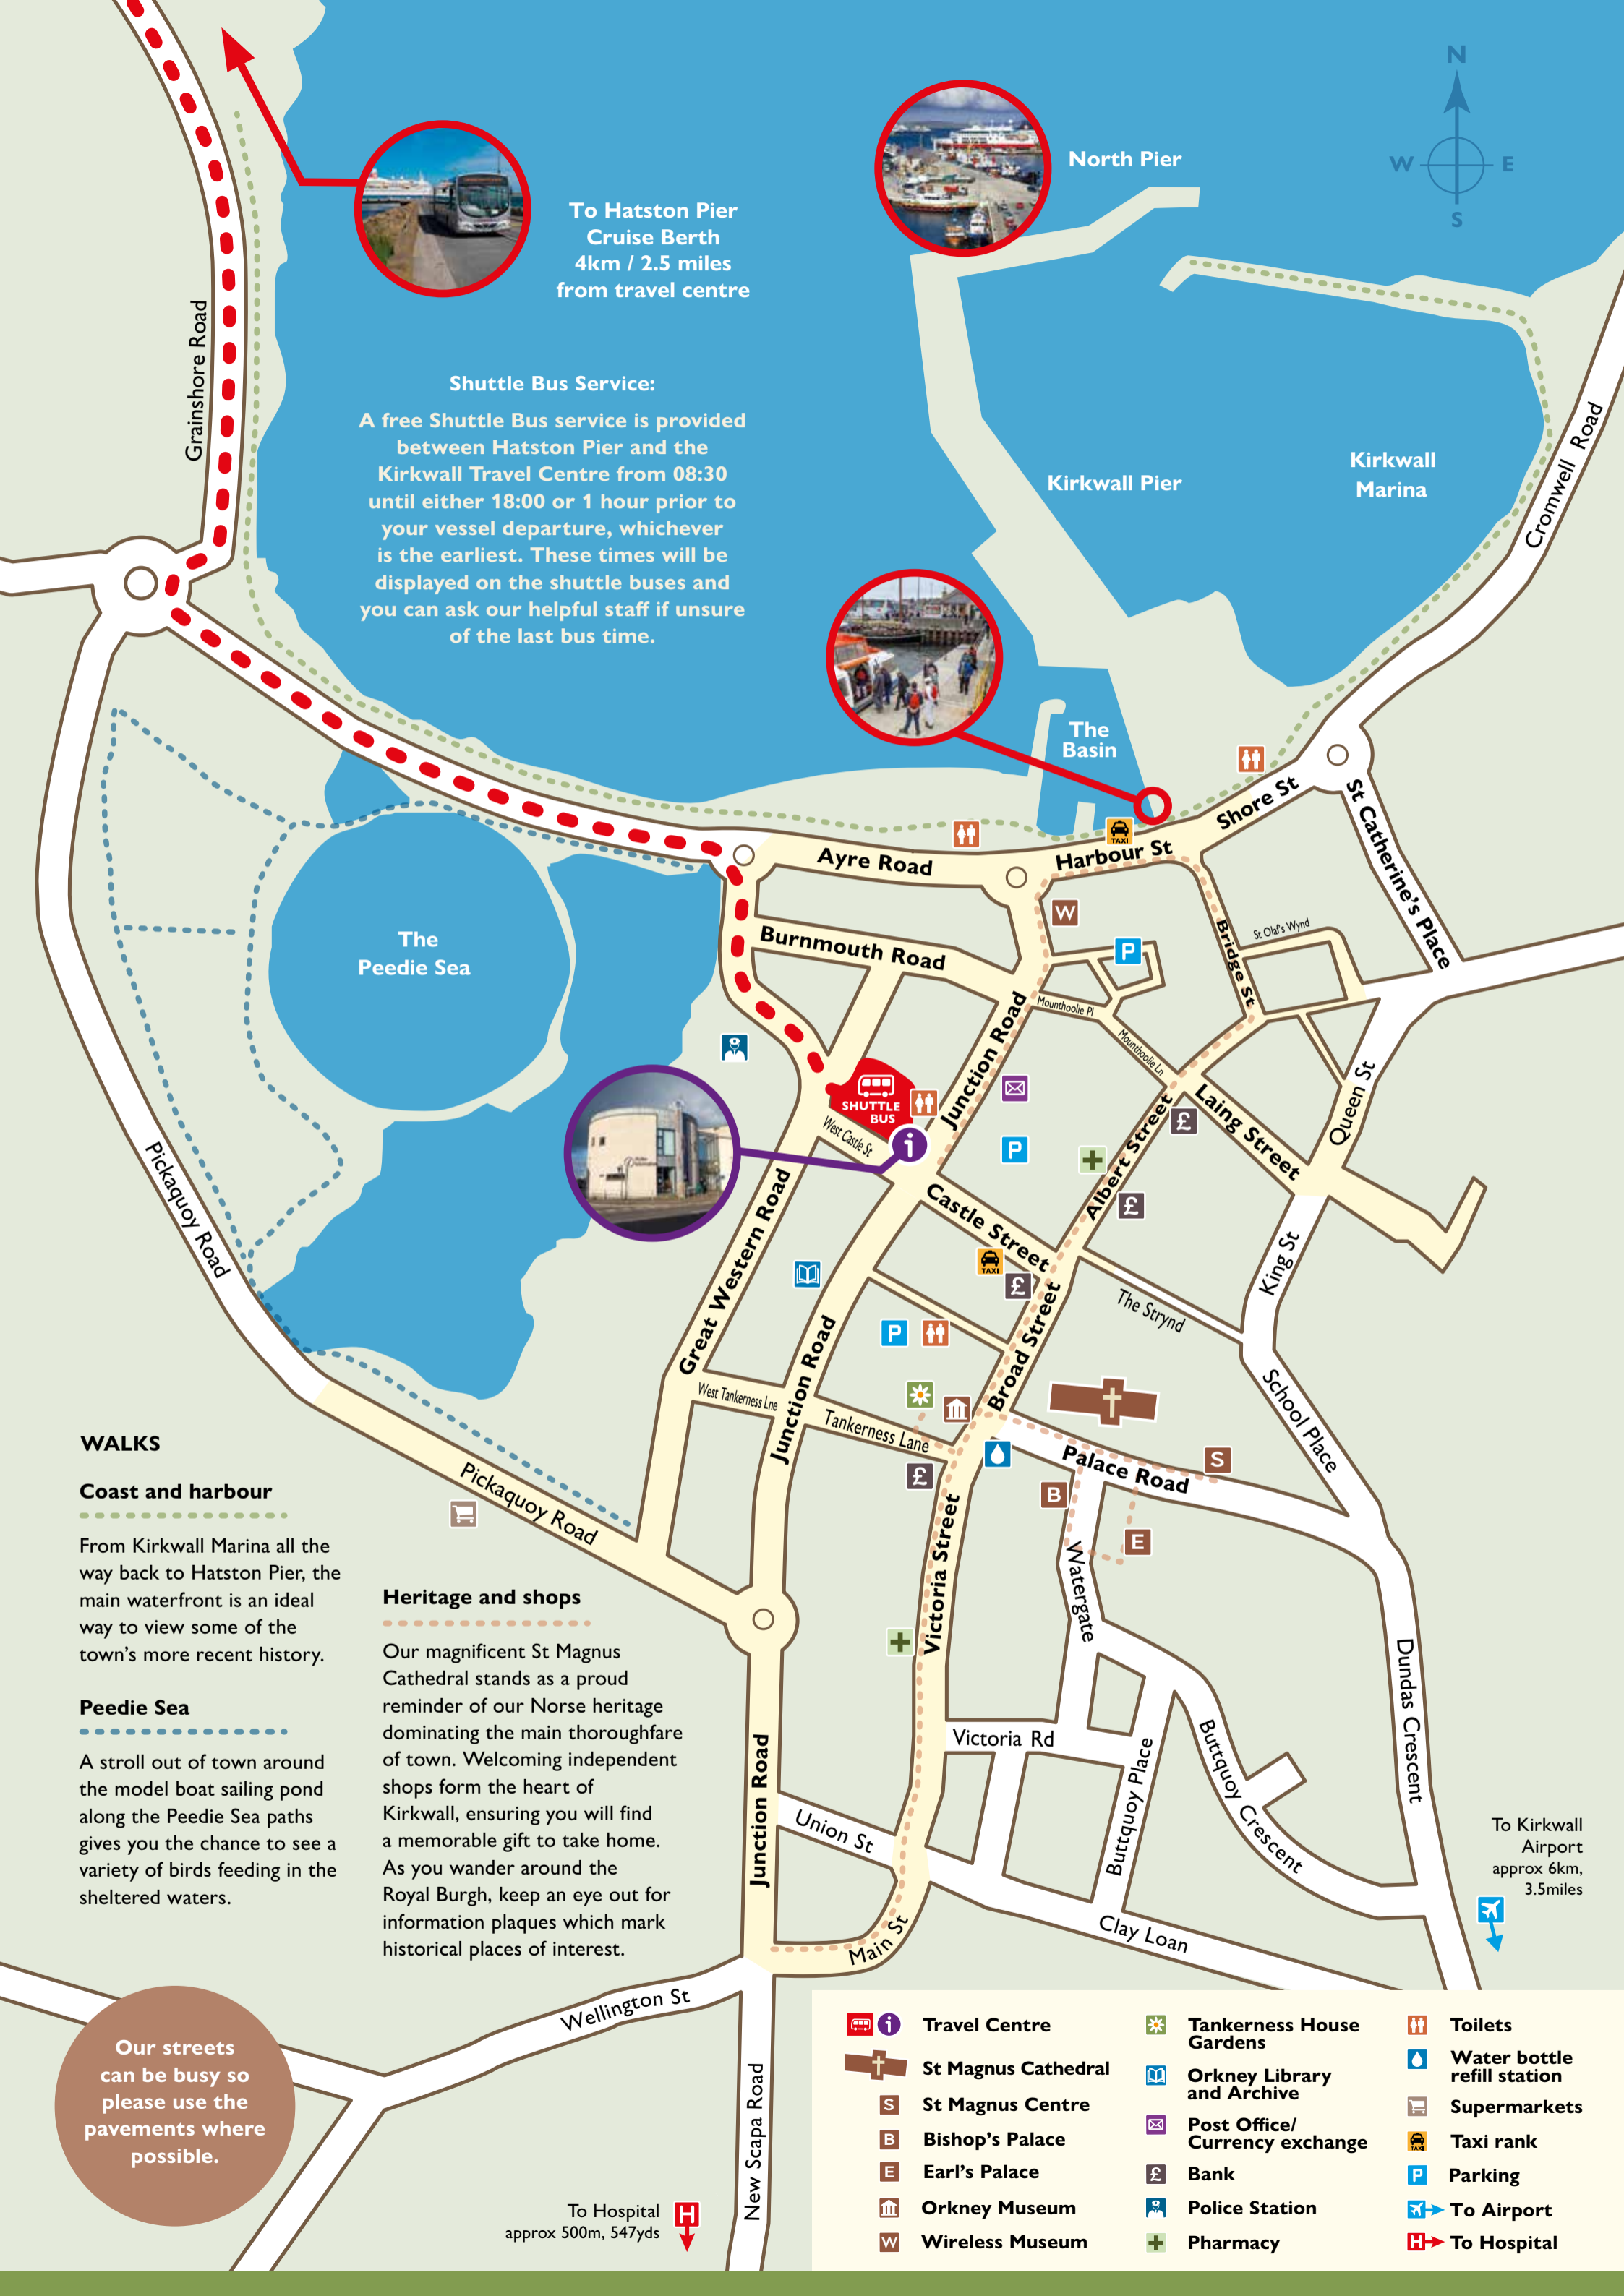 N
W
E
S
North Pier
To Hatston Pier
Cruise Berth
4km / 2.5 miles
from travel centre
Grainshore Road
Shuttle Bus Service:
A free Shuttle Bus service is provided
between Hatston Pier and the
Kirkwall Travel Centre from 08:30
until either 18:00 or 1 hour prior to
your vessel departure, whichever
is the earliest. These times will be
displayed on the shuttle buses and
you can ask our helpful staff if unsure
of the last bus time.
Kirkwall Pier
Kirkwall
Marina
Cromwell Road
The
Basin
Shore St
St Catherine's Place
TAXI
Harbour St
Ayre Road
W
Burnmouth Road
P
Bridge St
St Olaf's Wynd
The
Peedie Sea
Junction Road
Mounthoolie Pl
Mounthoolie Ln
SHUTTLE
BUS
West Castle St
i
P
£
Laing Street
Queen St
Albert Street
£
Pickaquoy Road
Great Western Road
Castle Street
TAXI
£
King St
The Strynd
P
Broad Street
Junction Road
West Tankerness Lne
Tankerness Lane
School Place
£
Palace Road
S
B
E
Watergate
Victoria Street
Pickaquoy Road
WALKS
Coast and harbour
From Kirkwall Marina all the
way back to Hatston Pier, the
main waterfront is an ideal
way to view some of the
town's more recent history.
Peedie Sea
A stroll out of town around
the model boat sailing pond
along the Peedie Sea paths
gives you the chance to see a
variety of birds feeding in the
sheltered waters.
Heritage and shops
Our magnificent St Magnus
Cathedral stands as a proud
reminder of our Norse heritage
dominating the main thoroughfare
of town. Welcoming independent
shops form the heart of
Kirkwall, ensuring you will find
a memorable gift to take home.
As you wander around the
Royal Burgh, keep an eye out for
information plaques which mark
historical places of interest.
Junction Road
Victoria Rd
Union St
Buttquoy Place
Buttquoy Crescent
Dundas Crescent
Clay Loan
Main St
To Kirkwall
Airport
approx 6km,
3.5miles
Wellington St
New Scapa Road
Our streets
can be busy so
please use the
pavements where
possible.
To Hospital
approx 500m, 547yds
H
i
Travel Centre
St Magnus Cathedral
S
St Magnus Centre
B
Bishop's Palace
E
Earl's Palace
Orkney Museum
W
Wireless Museum
Tankerness House
Gardens
Orkney Library
and Archive
Post Office/
Currency exchange
£
Bank
Police Station
Pharmacy
Toilets
Water bottle
refill station
Supermarkets
TAXI
Taxi rank
P
Parking
To Airport
H
To Hospital